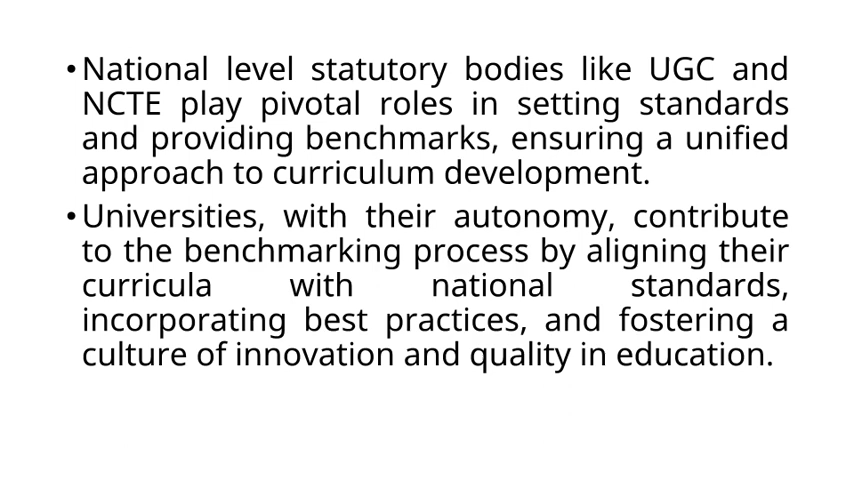 •National level statutory bodies like UGC and
NCTE play pivotal roles in setting standards
and providing benchmarks, ensuring a unified
approach to curriculum development.
•Universities, with their autonomy, contribute
to the benchmarking process by aligning their
curricula with national standards,
incorporating best practices, and fostering a
culture of innovation and quality in education.